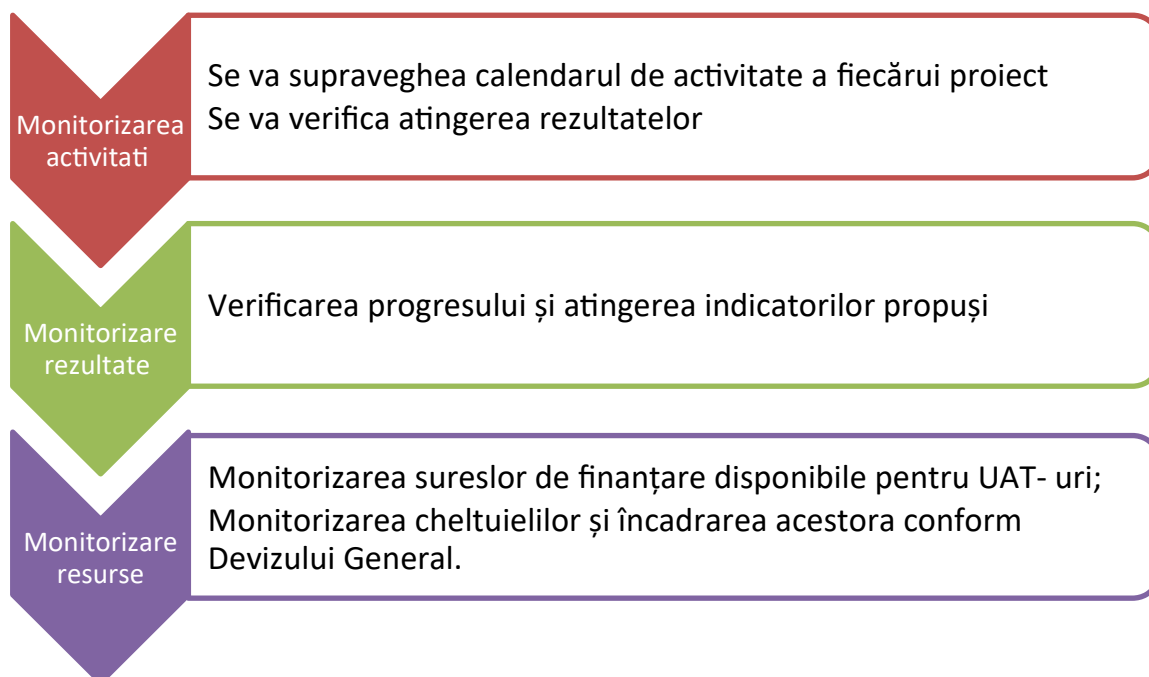 Monitorizarea
activitati
Se va supraveghea calendarul de activitate a fiecărui proiect
Se va verifica atingerea rezultatelor
Monitorizare
rezultate
Verificarea progresului și atingerea indicatorilor propuși
Monitorizare
resurse
Monitorizarea sureslor de finanțare disponibile pentru UAT- uri;
Monitorizarea cheltuielilor și încadrarea acestora conform
Devizului General.